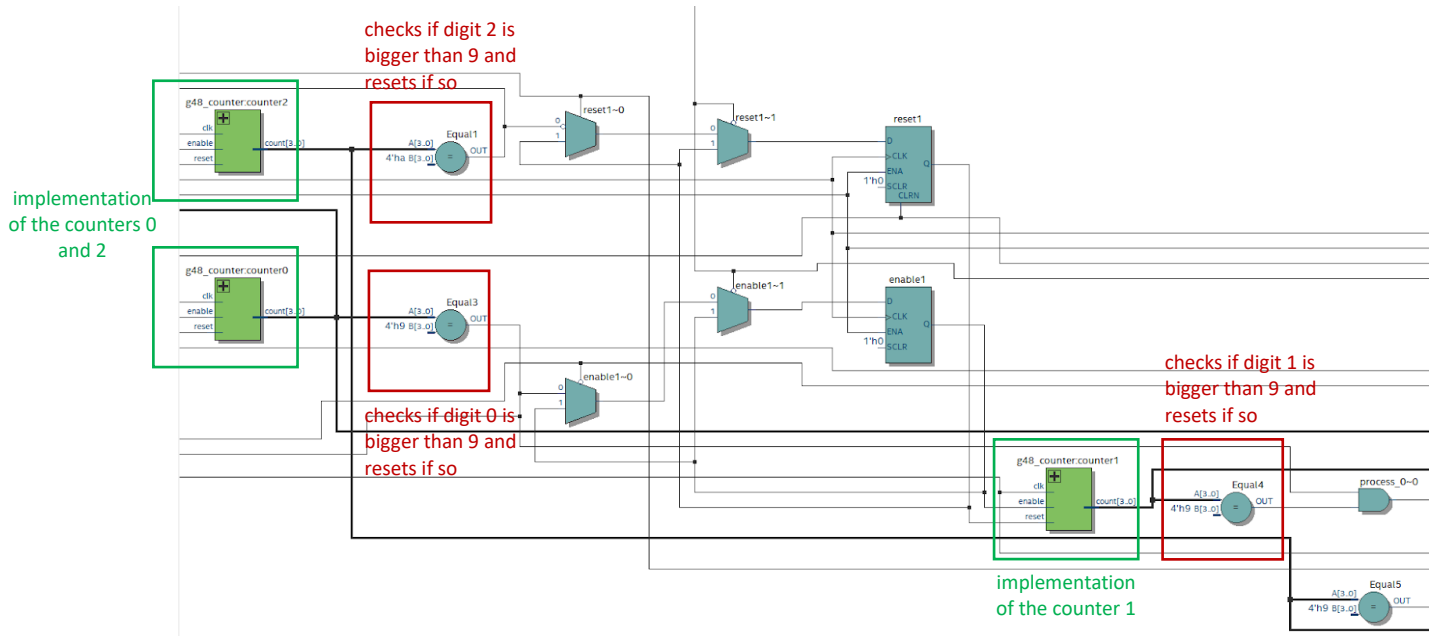 checks if digit 2 is
bigger than 9 and
resets if so
g48_counter:counter2
clk
enable
reset
count[3..0]
Equal1
A[3..0]
4'ha B[3..0]
=
OUT
reset1~0
0
1
reset1~1
0
1
reset1
D
CLK
ENA
1'h0
SCLR
CLRN
Q
implementation
of the counters 0
and 2
g48_counter:counter0
clk
enable
reset
count[3..0]
Equal3
A[3..0]
4'h9 B[3..0]
=
OUT
enable1~1
0
1
enable1
D
CLK
ENA
1'h0
SCLR
Q
enable1~0
0
1
checks if digit 0 is
bigger than 9 and
resets if so
checks if digit 1 is
bigger than 9 and
resets if so
g48_counter:counter1
clk
enable
reset
count[3..0]
Equal4
A[3..0]
4'h9 B[3..0]
=
OUT
process_0~0
implementation
of the counter 1
Equal5
A[3..0]
4'h9 B[3..0]
=
OUT